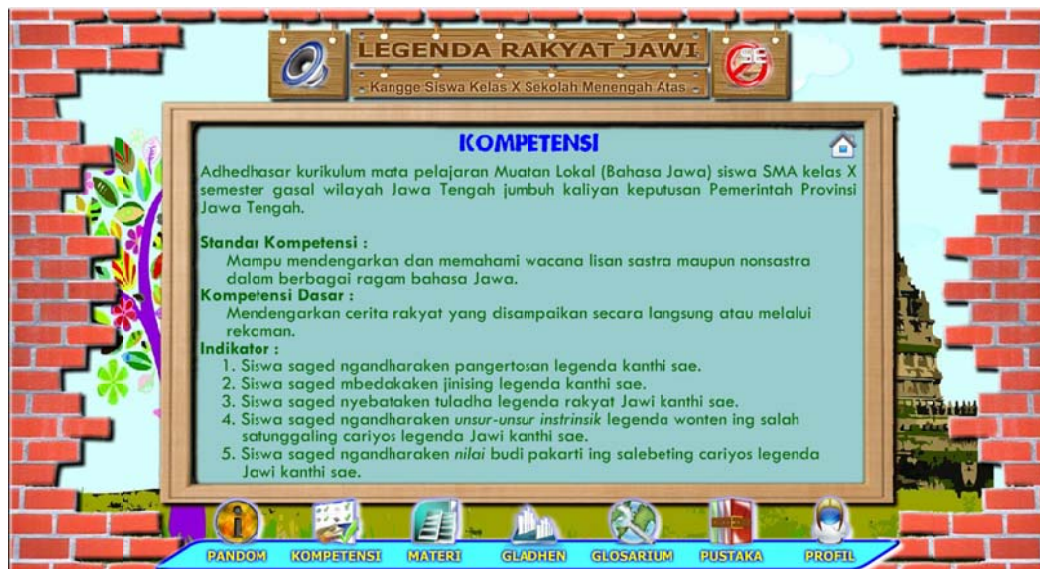 LEGENDA RAKYAT JAWI
Kangge Siswa Kelas X Sekolah Menengah Atas
SE
KOMPETENSI
Adhedhasar kurikulum mata pelajaran Muatan Lokal (Bahasa Jawa) siswa SMA kelas X
semester gasal wilayah Jawa Tengah jumbuh kaliyan keputusan Pemerintah Provinsi
Jawa Tengah.
Standar Kompetensi :
Mampu mendengarkan dan memahami wacana lisan sastra maupun nonsastra
dalam berbagai ragam bahasa Jawa.
Kompetensi Dasar :
Mendengarkan cerita rakyat yang disampaikan secara langsung atau melalui
rekaman.
Indikator :
1. Siswa saged ngandharaken pangertosan legenda kanthi sae.
2. Siswa saged mbedakaken jinising legenda kanthi sae.
3. Siswa saged nyebataken tuladha legenda rakyat Jawi kanthi sae.
4. Siswa saged ngandharaken unsur-unsur instrinsik legenda wonten ing salah
satunggaling cariyos legenda Jawi kanthi sae.
5. Siswa saged ngandharaken nilai budi pakarti ing salebeting cariyos legenda
Jawi kanthi sae.
PANDOM KOMPETENSI MATERI GLADHEN GLOSARIUM PUSTAKA PROFIL